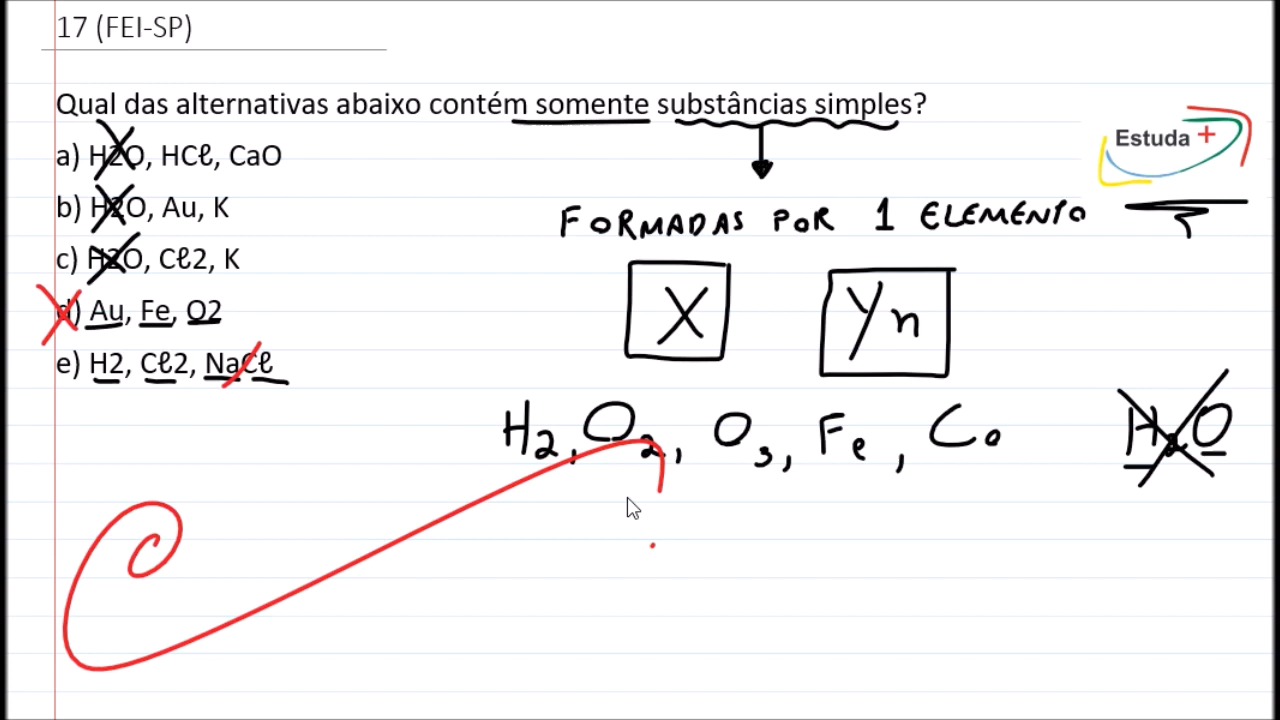 17 (FEI-SP)
Qual das alternativas abaixo contém somente substâncias simples?
Estuda +
a) H2O, HCℓ, CaO
b) H2O, Au, K
c) H2O, Cℓ2, K
d) Au, Fe, O2
e) H2, Cℓ2, NaCℓ
FORMADAS POR 1 ELEMENTO
X Yn
H2, O2, O3, Fe, Co H2O